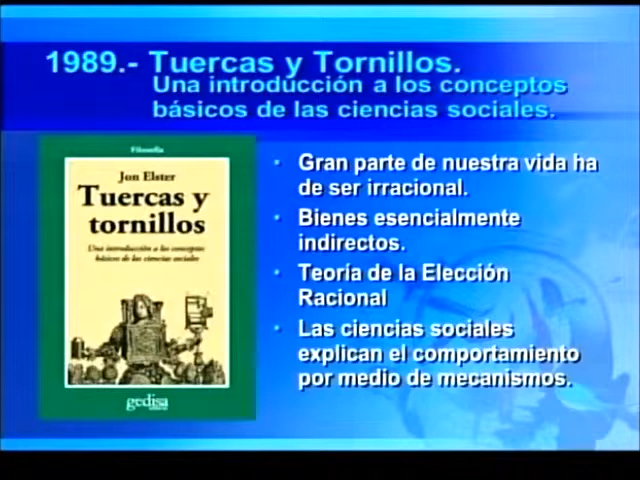 1989.- Tuercas y Tornillos.
Una introducción a los conceptos
básicos de las ciencias sociales.
Filosofía
Jon Elster
Tuercas y
tornillos
Una introducción a los conceptos
básicos de las ciencias sociales
gedisa
editorial
• Gran parte de nuestra vida ha
de ser irracional.
• Bienes esencialmente
indirectos.
• Teoría de la Elección
Racional
• Las ciencias sociales
explican el comportamiento
por medio de mecanismos.